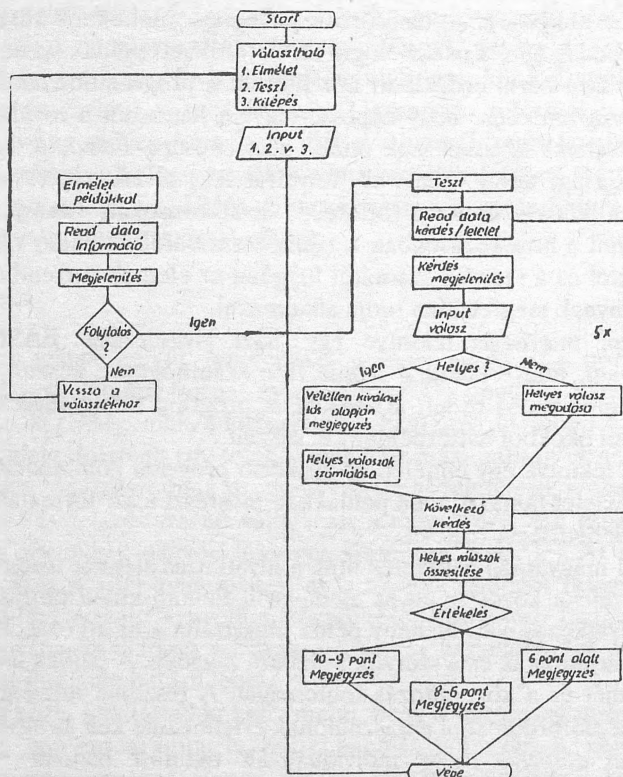 Start
Választható
1. Elmélet
2. Teszt
3. Kilépés
Input
1. 2. v. 3.
Elmélet
példákkal
Read data
Információ
Megjelenítés
Folytatás
?
Igen
Nem
Vissza a
választékhoz
Teszt
Read data
kérdés/felelet
Kérdés
megjelenítés
Input
válasz
5x
Helyes ?
Igen
Nem
Véletlen kiválasz
tás alapján
megjegyzés
Helyes válasz
megadása
Helyes válaszok
számlálása
Következő
kérdés
Helyes válaszok
összesítése
Értékelés
10-9 pont
Megjegyzés
8-6 pont
Megjegyzés
6 pont alatt
Megjegyzés
Vége